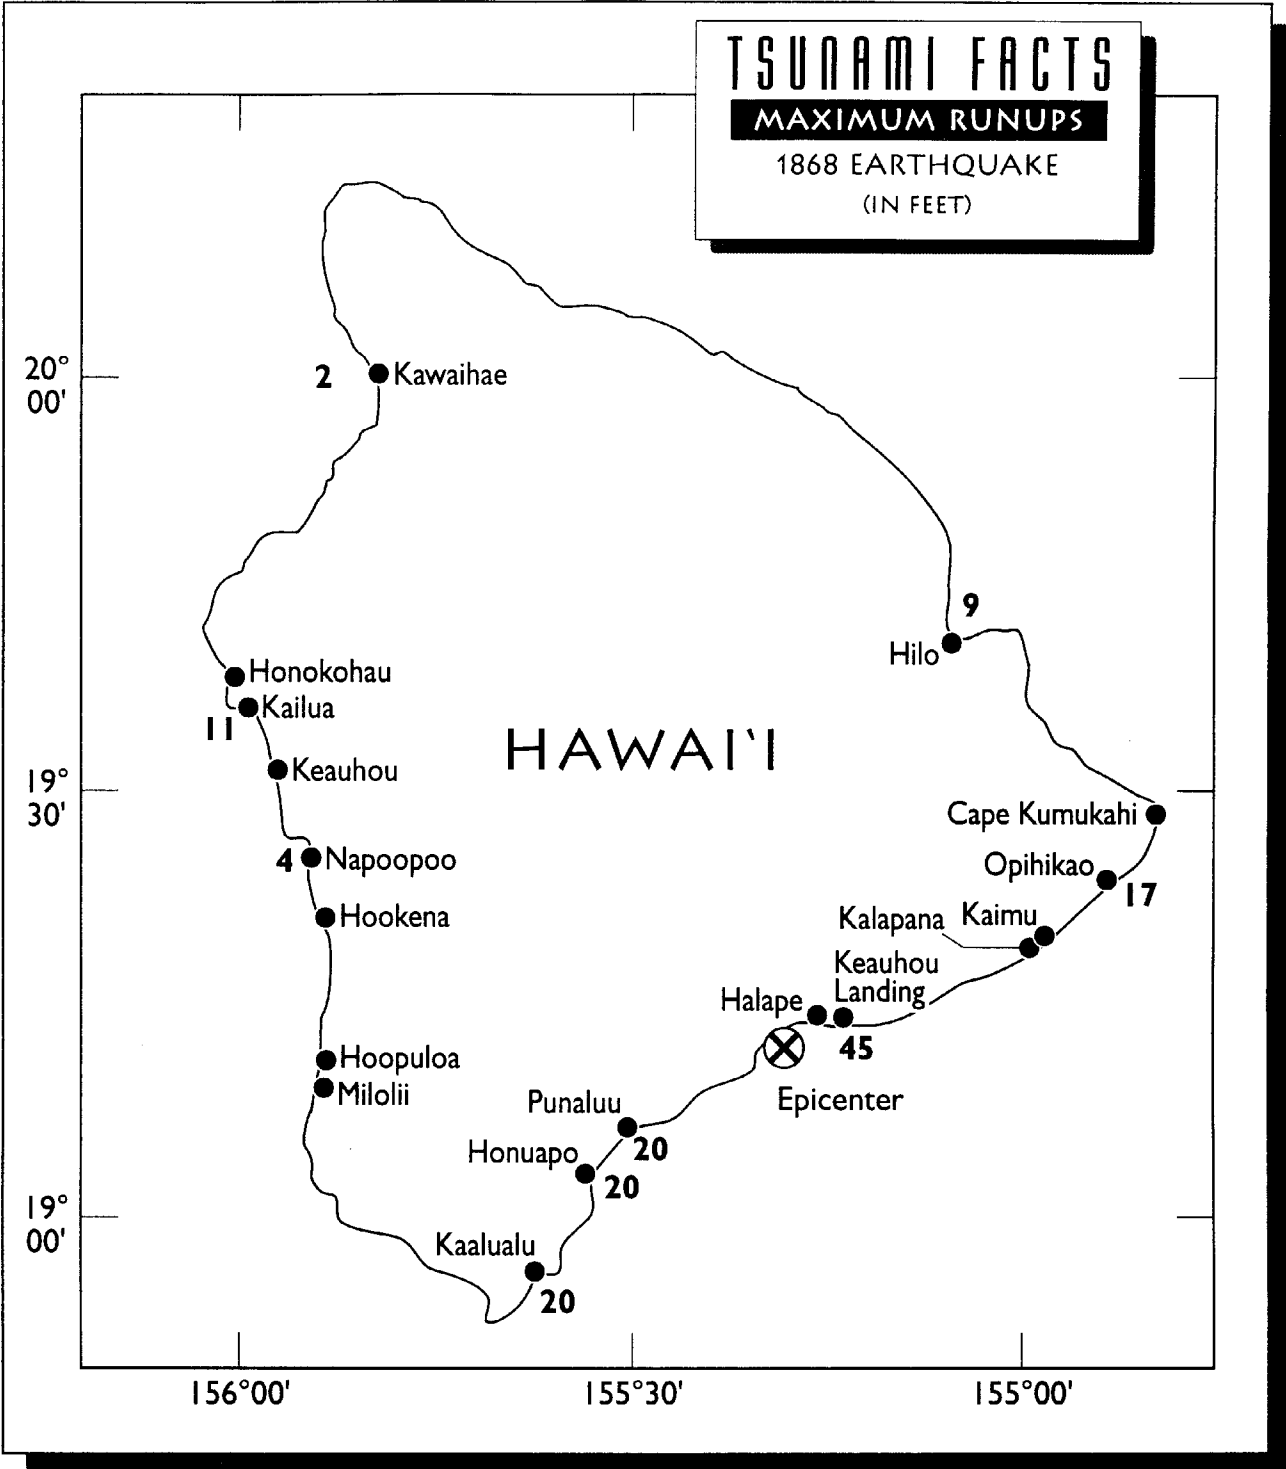 TSUNAMI FACTS
MAXIMUM RUNUPS
1868 EARTHQUAKE
(IN FEET)
20°
00'
2
Kawaihae
9
Hilo
Honokohau
Kailua
11
HAWAI'I
Keauhou
19°
30'
Cape Kumukahi
4
Napoopoo
Opihikao
17
Hookena
Kalapana
Kaimu
Keauhou
Landing
Halape
45
Hoopuloa
Milolii
Epicenter
Punaluu
20
Honuapo
20
19°
00'
Kaalualu
20
156°00'
155°30'
155°00'